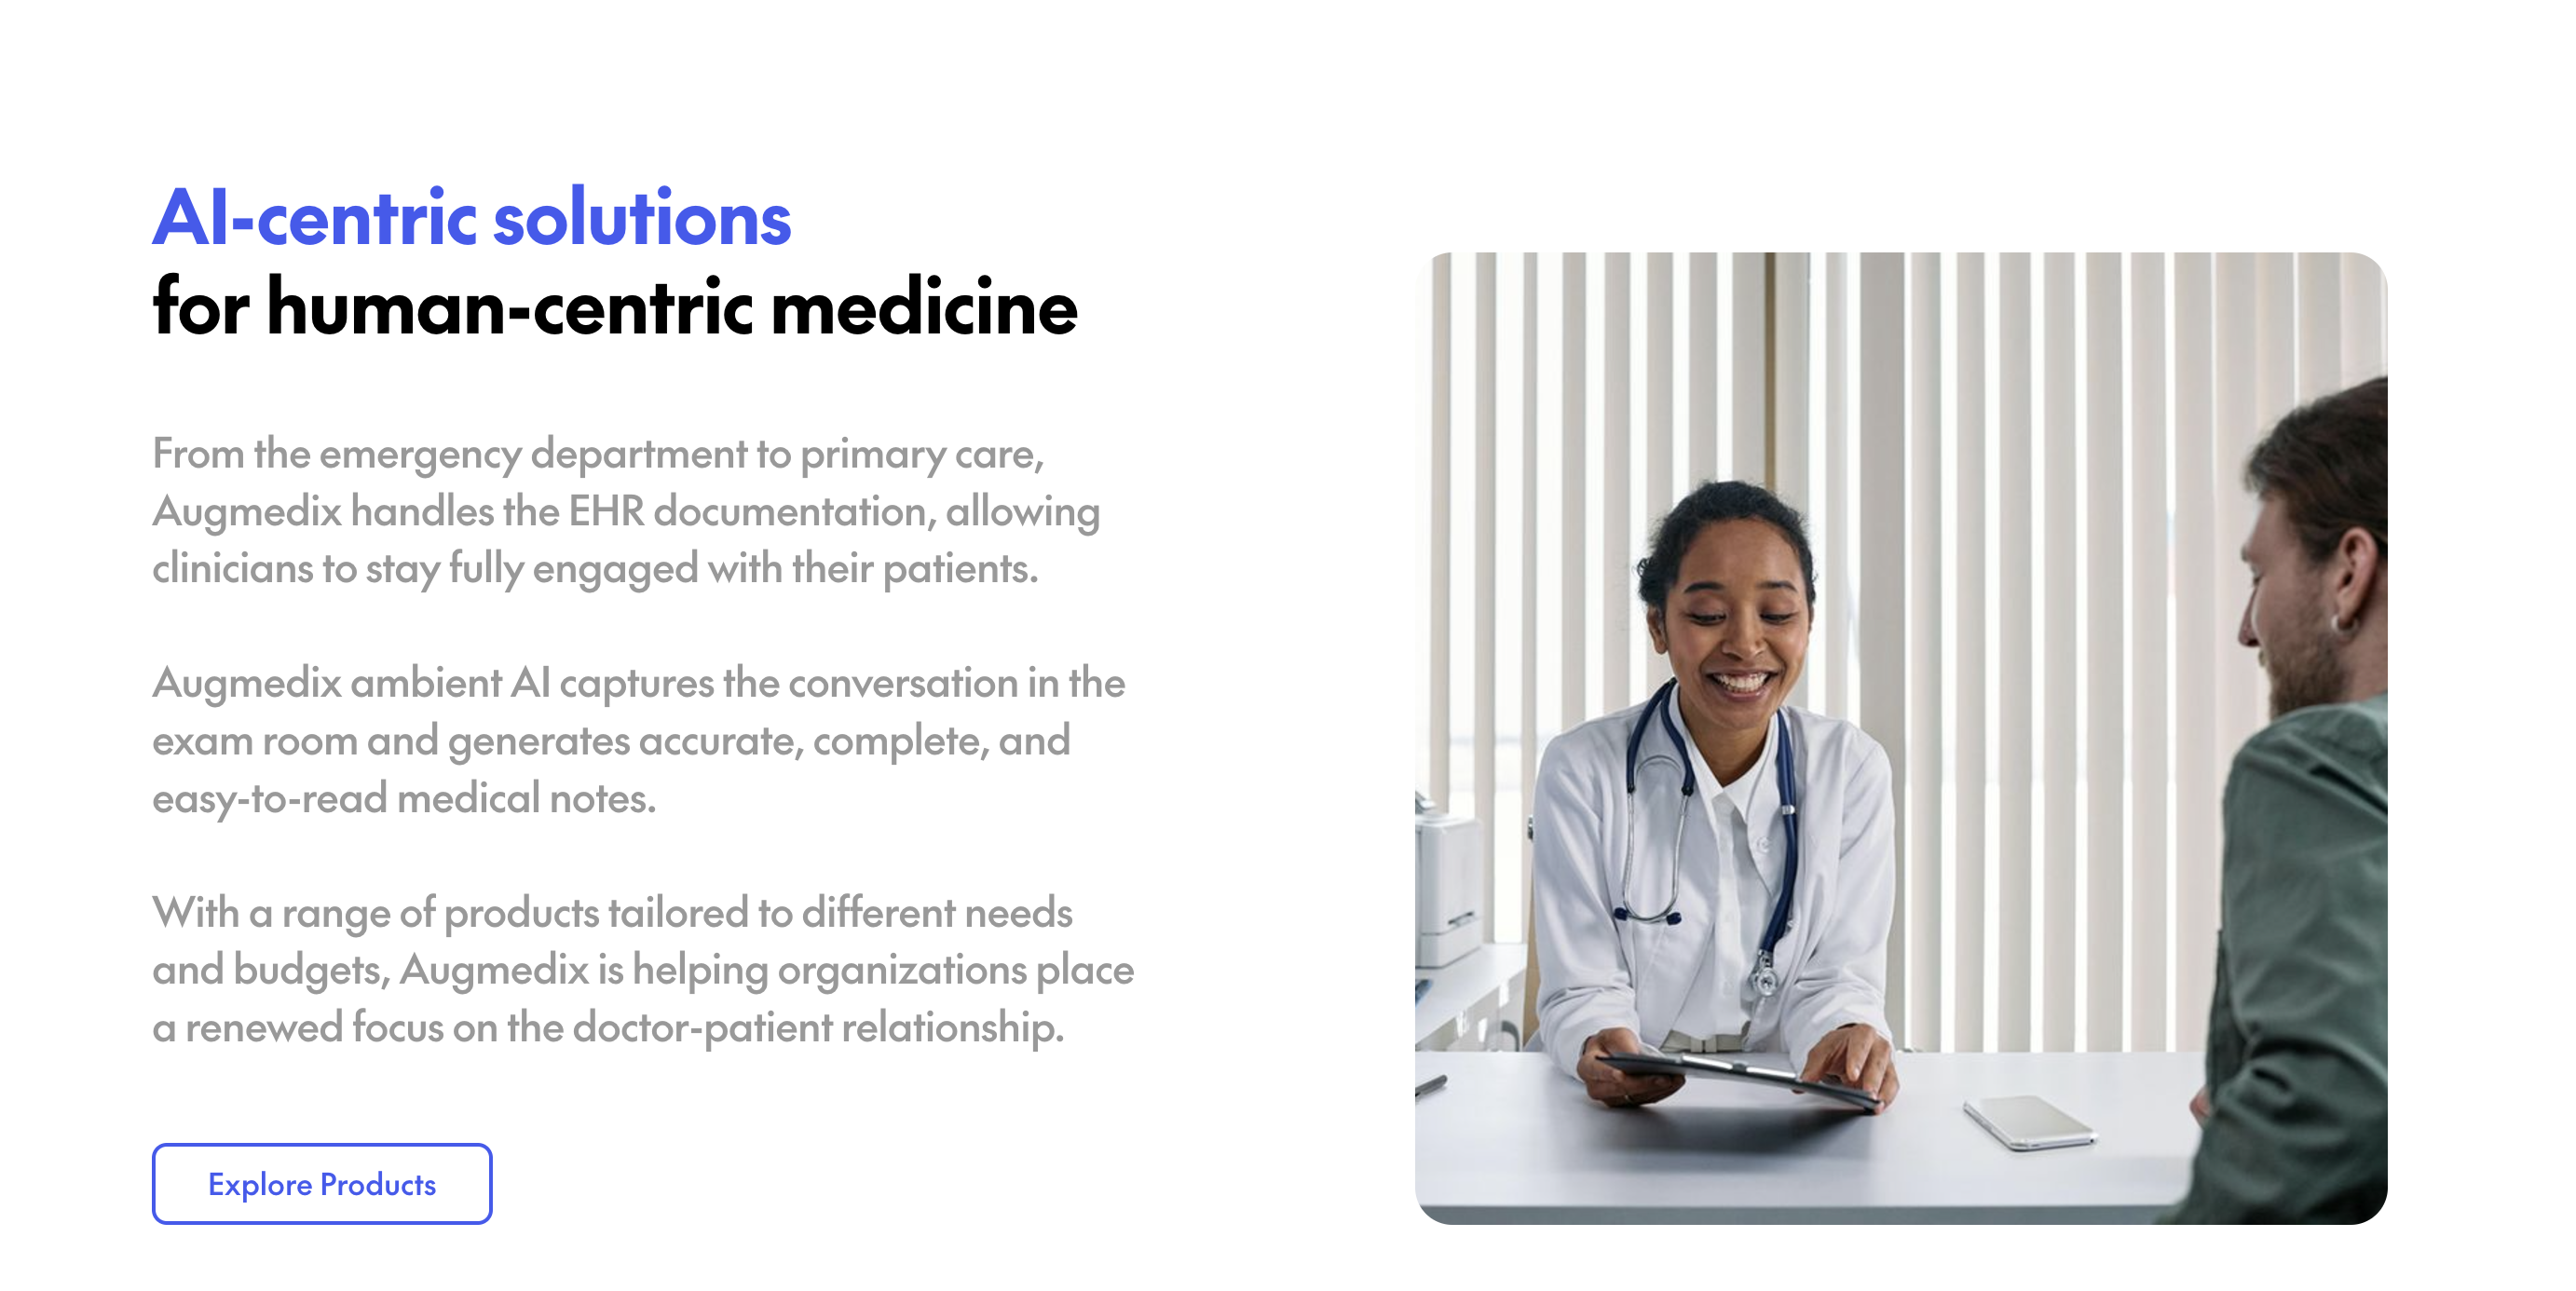 AI-centric solutions
for human-centric medicine
From the emergency department to primary care,
Augmedix handles the EHR documentation, allowing
clinicians to stay fully engaged with their patients.
Augmedix ambient AI captures the conversation in the
exam room and generates accurate, complete, and
easy-to-read medical notes.
With a range of products tailored to different needs
and budgets, Augmedix is helping organizations place
a renewed focus on the doctor-patient relationship.
Explore Products